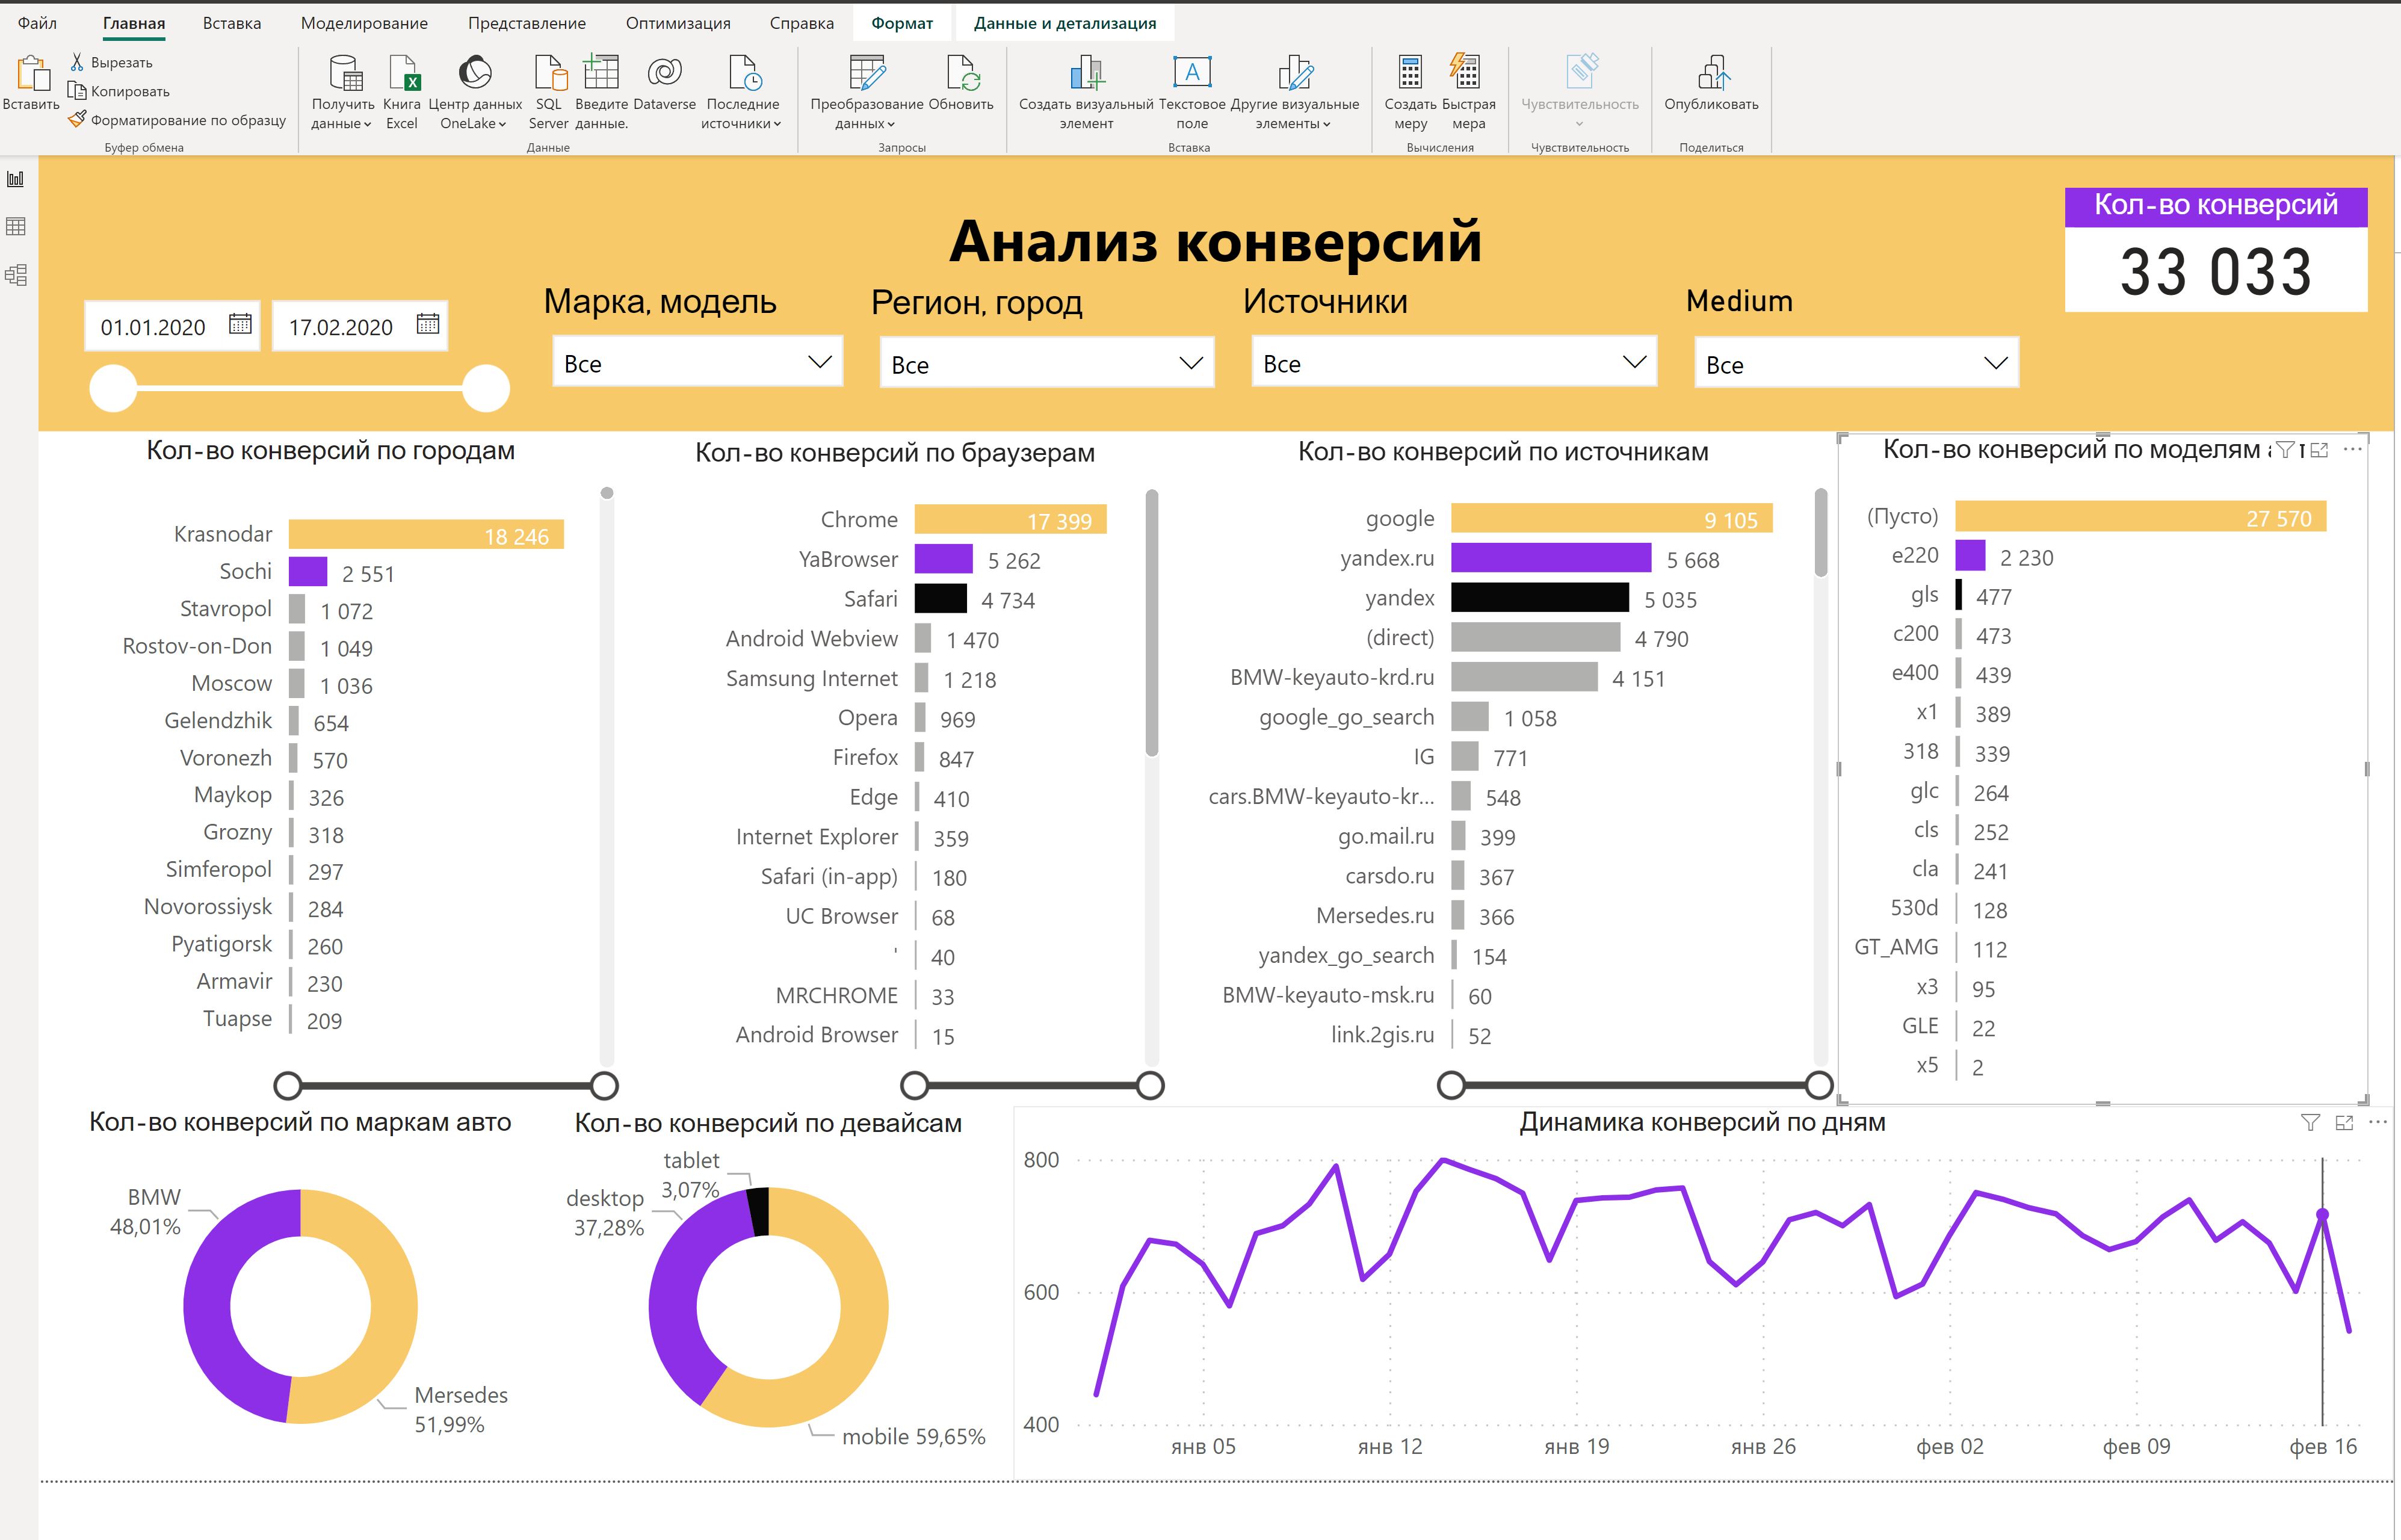 Файл Главная Вставка Моделирование Представление Оптимизация Справка Формат Данные и детализация
Вставить
Вырезать
Копировать
Форматирование по образцу
Буфер обмена
Получить
данные
Книга
Excel
Центр данных
OneLake
SQL
Server
Введите
данные.
Dataverse
Последние
источники
Данные
Преобразование
данных
Обновить
Запросы
Создать визуальный
элемент
Текстовое
поле
Другие визуальные
элементы
Вставка
Создать
меру
Быстрая
мера
Вычисления
Чувствительность
Чувствительность
Опубликовать
Поделиться
Анализ конверсий
Кол-во конверсий
33 033
01.01.2020 17.02.2020
Марка, модель
Все
Регион, город
Все
Источники
Все
Medium
Все
Кол-во конверсий по городам
Krasnodar 18 246
Sochi 2 551
Stavropol 1 072
Rostov-on-Don 1 049
Moscow 1 036
Gelendzhik 654
Voronezh 570
Maykop 326
Grozny 318
Simferopol 297
Novorossiysk 284
Pyatigorsk 260
Armavir 230
Tuapse 209
Кол-во конверсий по браузерам
Chrome 17 399
YaBrowser 5 262
Safari 4 734
Android Webview 1 470
Samsung Internet 1 218
Opera 969
Firefox 847
Edge 410
Internet Explorer 359
Safari (in-app) 180
UC Browser 68
' 40
MRCHROME 33
Android Browser 15
Кол-во конверсий по источникам
google 9 105
yandex.ru 5 668
yandex 5 035
(direct) 4 790
BMW-keyauto-krd.ru 4 151
google_go_search 1 058
IG 771
cars.BMW-keyauto-kr... 548
go.mail.ru 399
carsdo.ru 367
Mersedes.ru 366
yandex_go_search 154
BMW-keyauto-msk.ru 60
link.2gis.ru 52
Кол-во конверсий по моделям
(Пусто) 27 570
e220 2 230
gls 477
c200 473
e400 439
x1 389
318 339
glc 264
cls 252
cla 241
530d 128
GT_AMG 112
x3 95
GLE 22
x5 2
Кол-во конверсий по маркам авто
BMW
48,01%
Mersedes
51,99%
Кол-во конверсий по девайсам
tablet
3,07%
desktop
37,28%
mobile 59,65%
Динамика конверсий по дням
800
600
400
янв 05 янв 12 янв 19 янв 26 фев 02 фев 09 фев 16